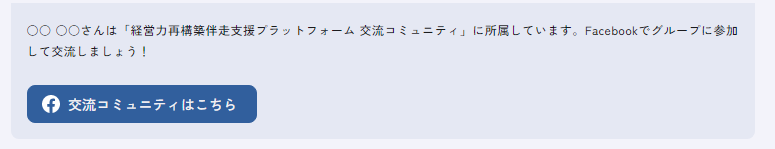 ○○ ○○さんは「経営力再構築伴走支援プラットフォーム 交流コミュニティ」に所属しています。Facebookでグループに参加
して交流しましょう！
交流コミュニティはこちら